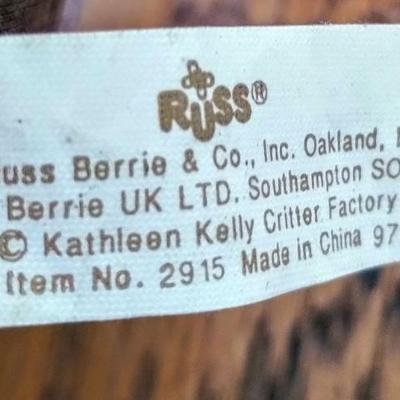 RUSS®
uss Berrie & Co., Inc. Oakland,
Berrie UK LTD. Southampton SO
© Kathleen Kelly Critter Factory
Item No. 2915 Made in China 97